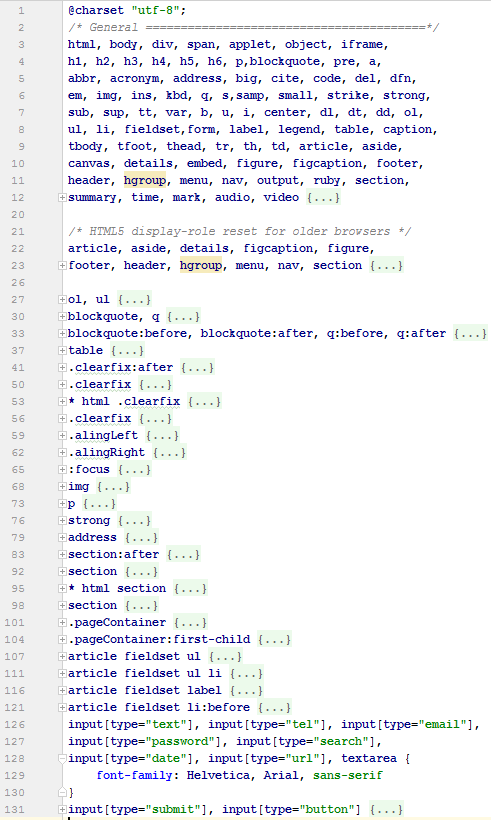 1 @charset "utf-8";
2 /* General ========================================*/
3 html, body, div, span, applet, object, iframe,
4 h1, h2, h3, h4, h5, h6, p,blockquote, pre, a,
5 abbr, acronym, address, big, cite, code, del, dfn,
6 em, img, ins, kbd, q, s,samp, small, strike, strong,
7 sub, sup, tt, var, b, u, i, center, dl, dt, dd, ol,
8 ul, li, fieldset,form, label, legend, table, caption,
9 tbody, tfoot, thead, tr, th, td, article, aside,
10 canvas, details, embed, figure, figcaption, footer,
11 header, hgroup, menu, nav, output, ruby, section,
12 summary, time, mark, audio, video {...}
20
21 /* HTML5 display-role reset for older browsers */
22 article, aside, details, figcaption, figure,
23 footer, header, hgroup, menu, nav, section {...}
26
27 ol, ul {...}
30 blockquote, q {...}
33 blockquote:before, blockquote:after, q:before, q:after {...}
37 table {...}
41 .clearfix:after {...}
50 .clearfix {...}
53 * html .clearfix {...}
56 .clearfix {...}
59 .alingLeft {...}
62 .alingRight {...}
65 :focus {...}
68 img {...}
73 p {...}
76 strong {...}
79 address {...}
83 section:after {...}
92 section {...}
95 * html section {...}
98 section {...}
101 .pageContainer {...}
104 .pageContainer:first-child {...}
107 article fieldset ul {...}
111 article fieldset ul li {...}
116 article fieldset label {...}
121 article fieldset li:before {...}
126 input[type="text"], input[type="tel"], input[type="email"],
127 input[type="password"], input[type="search"],
128 input[type="date"], input[type="url"], textarea {
129 font-family: Helvetica, Arial, sans-serif
130 }
131 input[type="submit"], input[type="button"] {...}